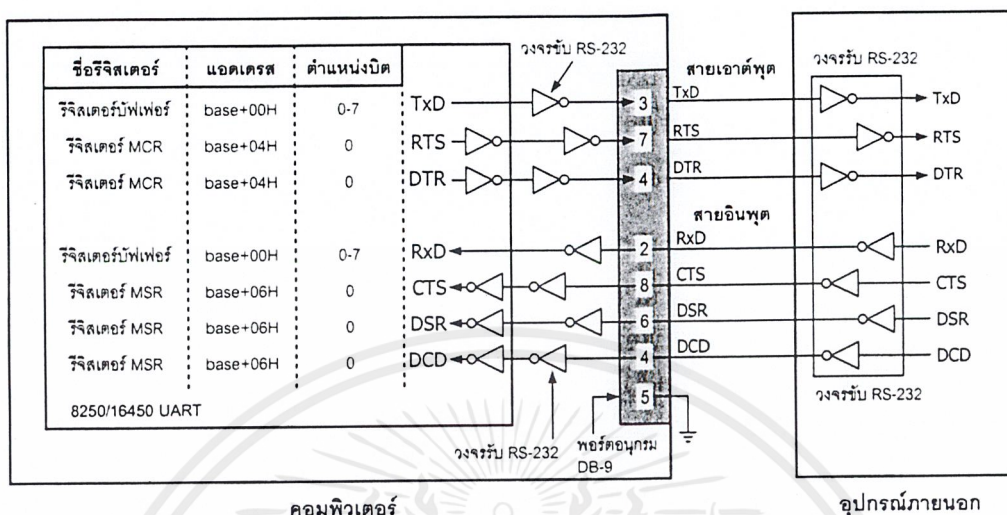 ชื่อรีจิสเตอร์ แอดเดรส ตำแหน่งบิต
รีจิสเตอร์บัฟเฟอร์ base+00H 0-7 TxD
รีจิสเตอร์ MCR base+04H 0 RTS
รีจิสเตอร์ MCR base+04H 0 DTR
รีจิสเตอร์บัฟเฟอร์ base+00H 0-7 RxD
รีจิสเตอร์ MSR base+06H 0 CTS
รีจิสเตอร์ MSR base+06H 0 DSR
รีจิสเตอร์ MSR base+06H 0 DCD
8250/16450 UART
วงจรขับ RS-232
วงจรรับ RS-232
3
7
4
2
8
6
4
5
พอร์ตอนุกรม
DB-9
สายเอาต์พุต
TxD
RTS
DTR
สายอินพุต
RxD
CTS
DSR
DCD
วงจรรับ RS-232
TxD
RTS
DTR
RxD
CTS
DSR
DCD
วงจรขับ RS-232
คอมพิวเตอร์
อุปกรณ์ภายนอก